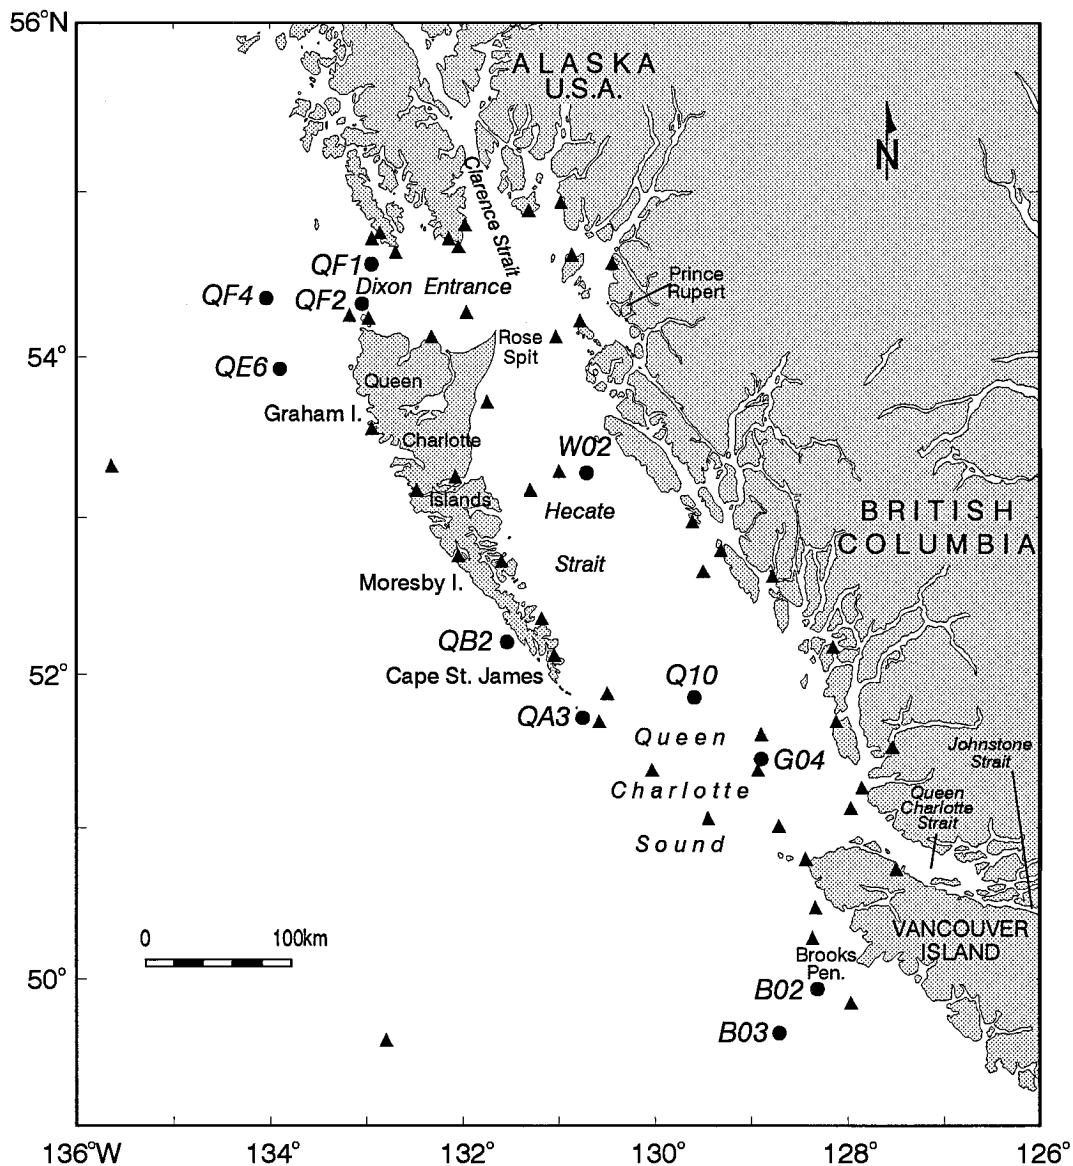 56°N
ALASKA
U.S.A.
N
Clarence Strait
QF1
Dixon Entrance
QF4
QF2
Prince
Rupert
Rose
Spit
54°
QE6
Queen
Graham I.
Charlotte
W02
Islands
Hecate
BRITISH
COLUMBIA
Strait
Moresby I.
QB2
52°
Cape St. James
Q10
QA3
Queen
G04
Johnstone
Strait
Charlotte
Queen
Charlotte
Strait
Sound
0 100km
VANCOUVER
ISLAND
Brooks
Pen.
50°
B02
B03
136°W 134° 132° 130° 128° 126°